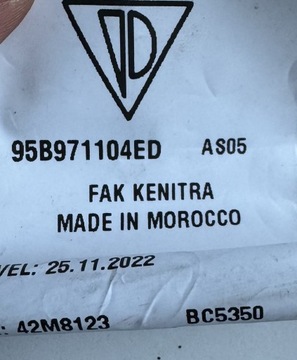 95B971104ED AS05
FAK KENITRA
MADE IN MOROCCO
VEL: 25.11.2022
: 42M8123 BC5350